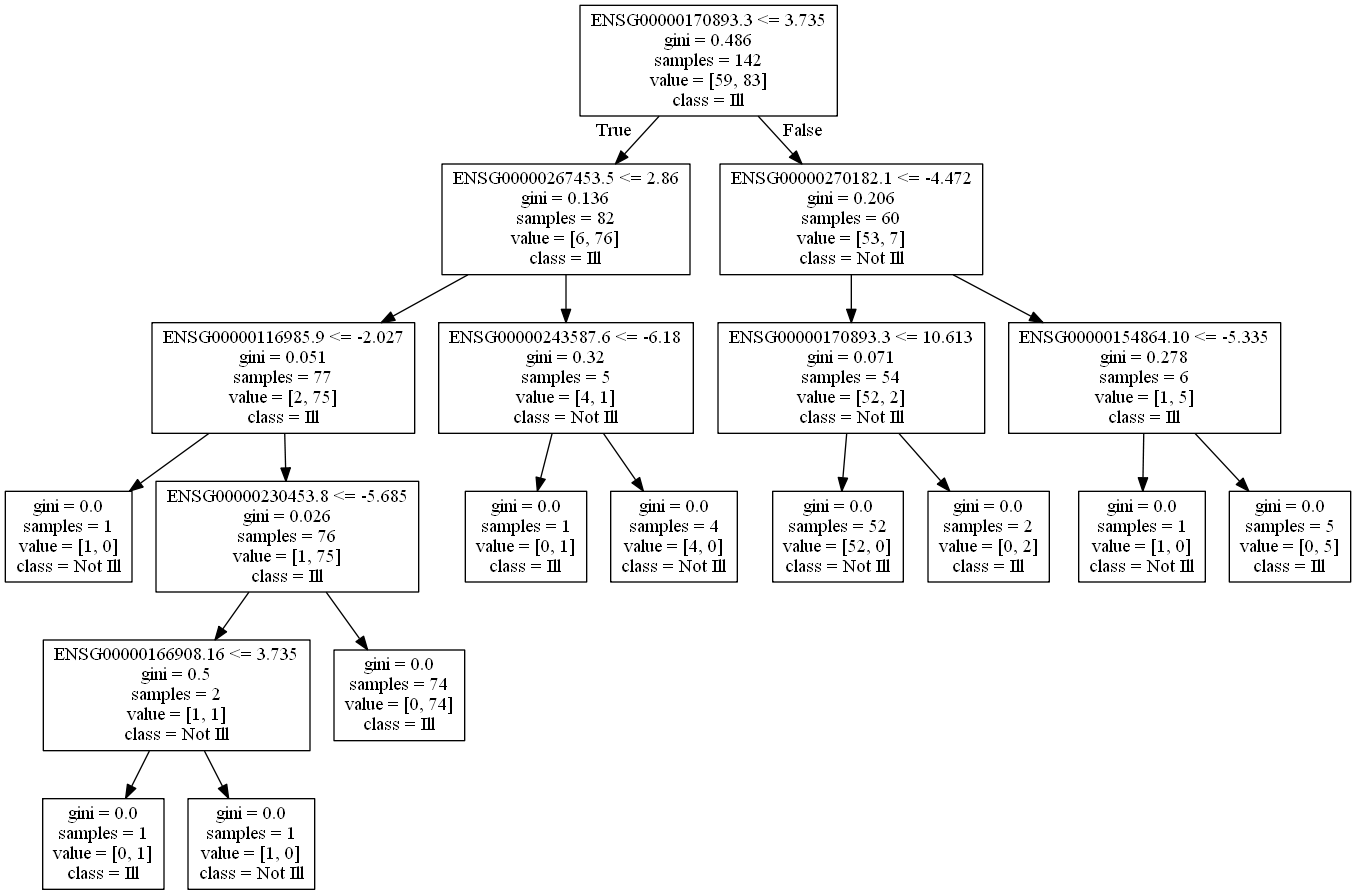 ENSG00000170893.3 <= 3.735
gini = 0.486
samples = 142
value = [59, 83]
class = Ill
True
False
ENSG00000267453.5 <= 2.86
gini = 0.136
samples = 82
value = [6, 76]
class = Ill
ENSG00000270182.1 <= -4.472
gini = 0.206
samples = 60
value = [53, 7]
class = Not Ill
ENSG00000116985.9 <= -2.027
gini = 0.051
samples = 77
value = [2, 75]
class = Ill
ENSG00000243587.6 <= -6.18
gini = 0.32
samples = 5
value = [4, 1]
class = Not Ill
ENSG00000170893.3 <= 10.613
gini = 0.071
samples = 54
value = [52, 2]
class = Not Ill
ENSG00000154864.10 <= -5.335
gini = 0.278
samples = 6
value = [1, 5]
class = Ill
gini = 0.0
samples = 1
value = [1, 0]
class = Not Ill
ENSG00000230453.8 <= -5.685
gini = 0.026
samples = 76
value = [1, 75]
class = Ill
gini = 0.0
samples = 1
value = [0, 1]
class = Ill
gini = 0.0
samples = 4
value = [4, 0]
class = Not Ill
gini = 0.0
samples = 52
value = [52, 0]
class = Not Ill
gini = 0.0
samples = 2
value = [0, 2]
class = Ill
gini = 0.0
samples = 1
value = [1, 0]
class = Not Ill
gini = 0.0
samples = 5
value = [0, 5]
class = Ill
ENSG00000166908.16 <= 3.735
gini = 0.5
samples = 2
value = [1, 1]
class = Not Ill
gini = 0.0
samples = 74
value = [0, 74]
class = Ill
gini = 0.0
samples = 1
value = [0, 1]
class = Ill
gini = 0.0
samples = 1
value = [1, 0]
class = Not Ill